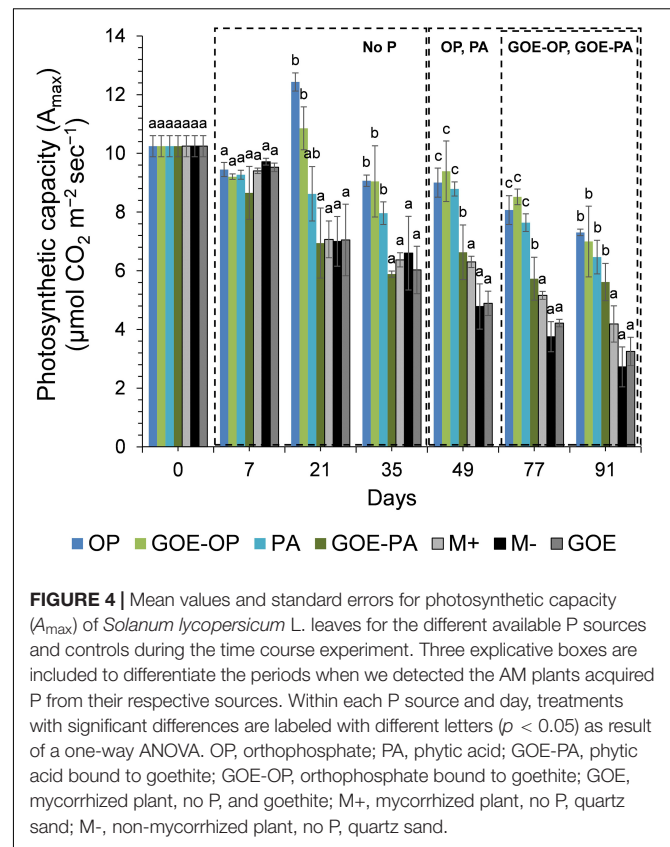 14
12
10
8
6
4
2
0
Photosynthetic capacity (Amax)
(μmol CO2 m−2 sec−1)
No P
OP, PA
GOE-OP, GOE-PA
aaaaaaa
a
aa
aa
a
a
b
b
ab
a
a
a
a
b
b
b
a
a
a
a
c
c
c
b
a
a
a
c
c
c
b
a
aa
b
b
b
b
a
a
a
0
7
21
35
49
77
91
Days
OP
GOE-OP
PA
GOE-PA
M+
M-
GOE
FIGURE 4 | Mean values and standard errors for photosynthetic capacity
(Amax) of Solanum lycopersicum L. leaves for the different available P sources
and controls during the time course experiment. Three explicative boxes are
included to differentiate the periods when we detected the AM plants acquired
P from their respective sources. Within each P source and day, treatments
with significant differences are labeled with different letters (p < 0.05) as result
of a one-way ANOVA. OP, orthophosphate; PA, phytic acid; GOE-PA, phytic
acid bound to goethite; GOE-OP, orthophosphate bound to goethite; GOE,
mycorrhized plant, no P, and goethite; M+, mycorrhized plant, no P, quartz
sand; M-, non-mycorrhized plant, no P, quartz sand.